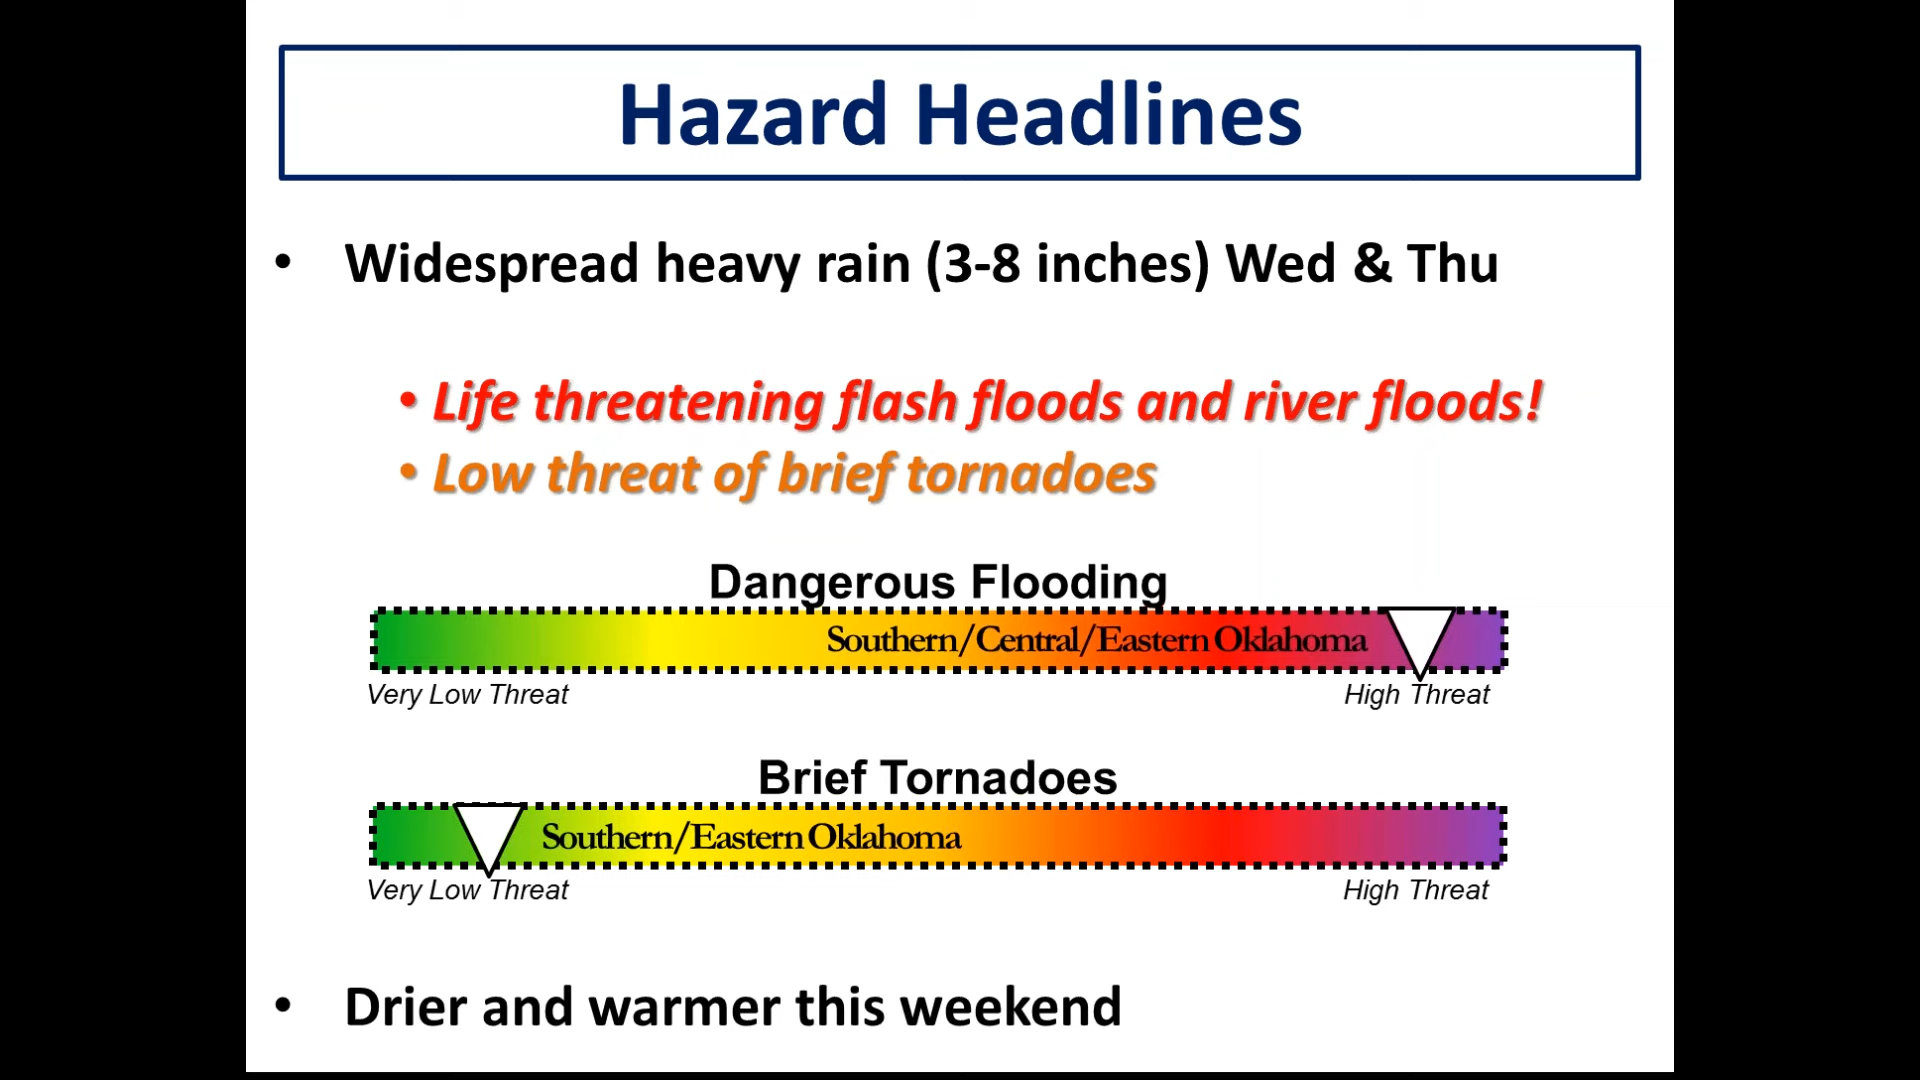 Hazard Headlines
• Widespread heavy rain (3-8 inches) Wed & Thu
• Life threatening flash floods and river floods!
• Low threat of brief tornadoes
Dangerous Flooding
Southern/Central/Eastern Oklahoma
Very Low Threat High Threat
Brief Tornadoes
Southern/Eastern Oklahoma
Very Low Threat High Threat
• Drier and warmer this weekend